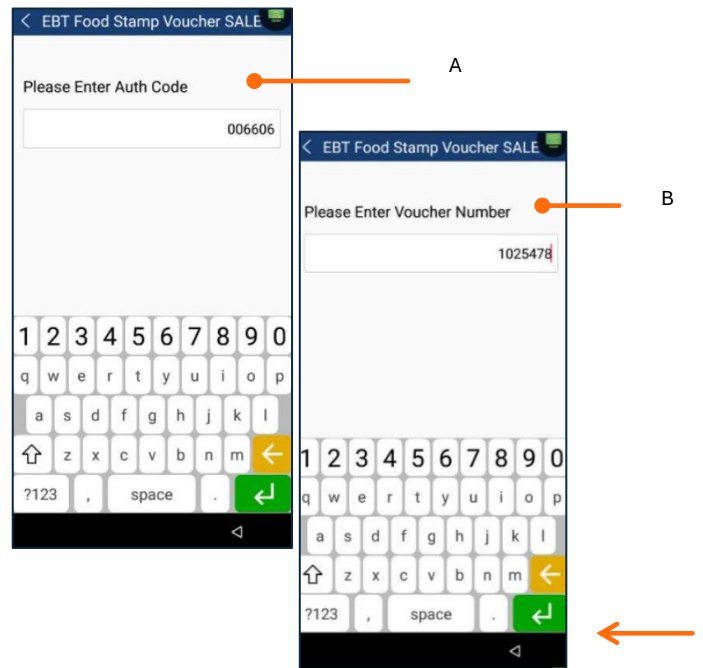 EBT Food Stamp Voucher SALE
Please Enter Auth Code
006606
1 2 3 4 5 6 7 8 9 0
q w e r t y u i o p
a s d f g h j k l
z x c v b n m
?123 , space .
A
EBT Food Stamp Voucher SALE
Please Enter Voucher Number
1025478
1 2 3 4 5 6 7 8 9 0
q w e r t y u i o p
a s d f g h j k l
z x c v b n m
?123 , space .
B